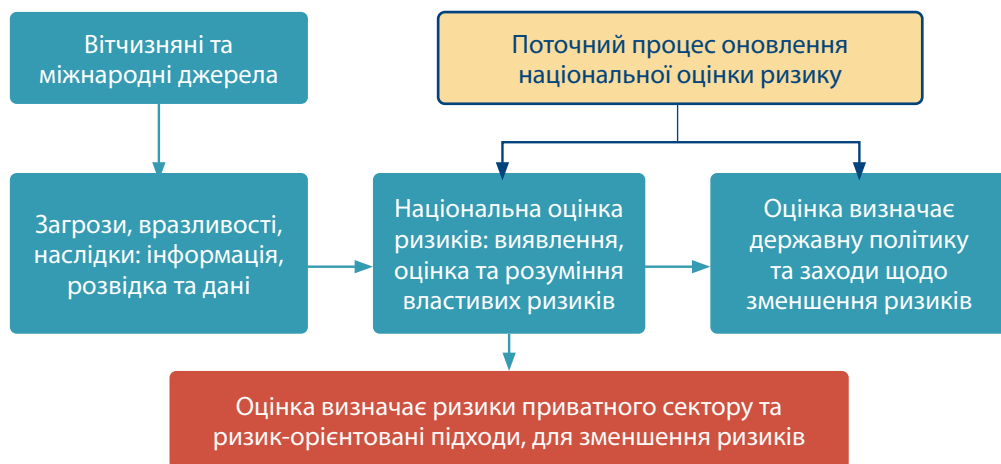 Вітчизняні та
міжнародні джерела
Поточний процес оновлення
національної оцінки ризику
Загрози, вразливості,
наслідки: інформація,
розвідка та дані
Національна оцінка
ризиків: виявлення,
оцінка та розуміння
властивих ризиків
Оцінка визначає
державну політику
та заходи щодо
зменшення ризиків
Оцінка визначає ризики приватного сектору та
ризик-орієнтовані підходи, для зменшення ризиків